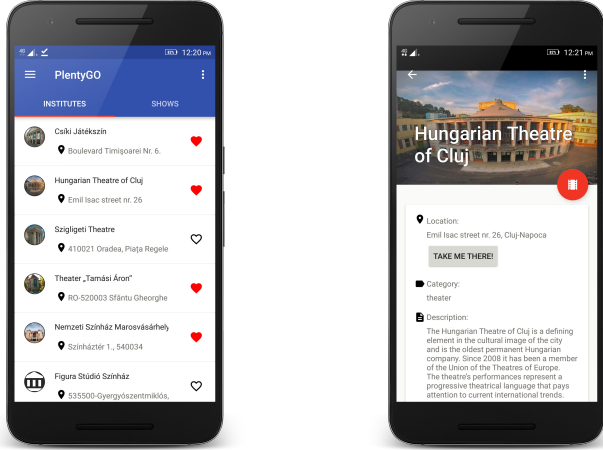 4G 82% 12:20 PM
PlentyGO
INSTITUTES SHOWS
Csíki Játékszín
Boulevard Timişoarei Nr. 6.
Hungarian Theatre of Cluj
Emil Isac street nr. 26
Szigligeti Theatre
410021 Oradea, Piaţa Regele
Theater „Tamási Áron”
RO-520003 Sfântu Gheorghe
Nemzeti Színház Marosvásárhely
Színháztér 1., 540034
Figura Stúdió Színház
535500-Gyergyószentmiklós,
4G 82% 12:21 PM
Hungarian Theatre
of Cluj
Location:
Emil Isac street nr. 26, Cluj-Napoca
TAKE ME THERE!
Category:
theater
Description:
The Hungarian Theatre of Cluj is a defining
element in the cultural image of the city
and is the oldest permanent Hungarian
company. Since 2008 it has been a member
of the Union of the Theatres of Europe.
The theatre's performances represent a
progressive theatrical language that pays
attention to current international trends.